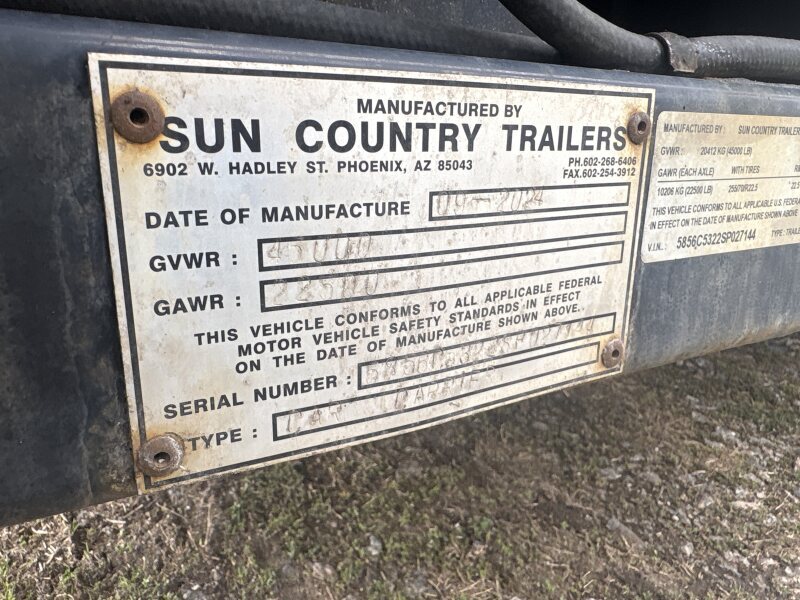 MANUFACTURED BY
SUN COUNTRY TRAILERS
6902 W. HADLEY ST. PHOENIX, AZ 85043
PH.602-268-6406
FAX.602-254-3912
DATE OF MANUFACTURE
GVWR :
GAWR :
THIS VEHICLE CONFORMS TO ALL APPLICABLE FEDERAL
MOTOR VEHICLE SAFETY STANDARDS IN EFFECT
ON THE DATE OF MANUFACTURE SHOWN ABOVE.
SERIAL NUMBER :
TYPE :
MANUFACTURED BY : SUN COUNTRY TRAILERS
GVWR : 20412 KG (45000 LB)
GAWR (EACH AXLE) WITH TIRES
10206 KG (22500 LB) 255/70R22.5
THIS VEHICLE CONFORMS TO ALL APPLICABLE U.S. FEDERAL
IN EFFECT ON THE DATE OF MANUFACTURE SHOWN ABOVE
V.I.N.: 5856C5322SP027144 TYPE :